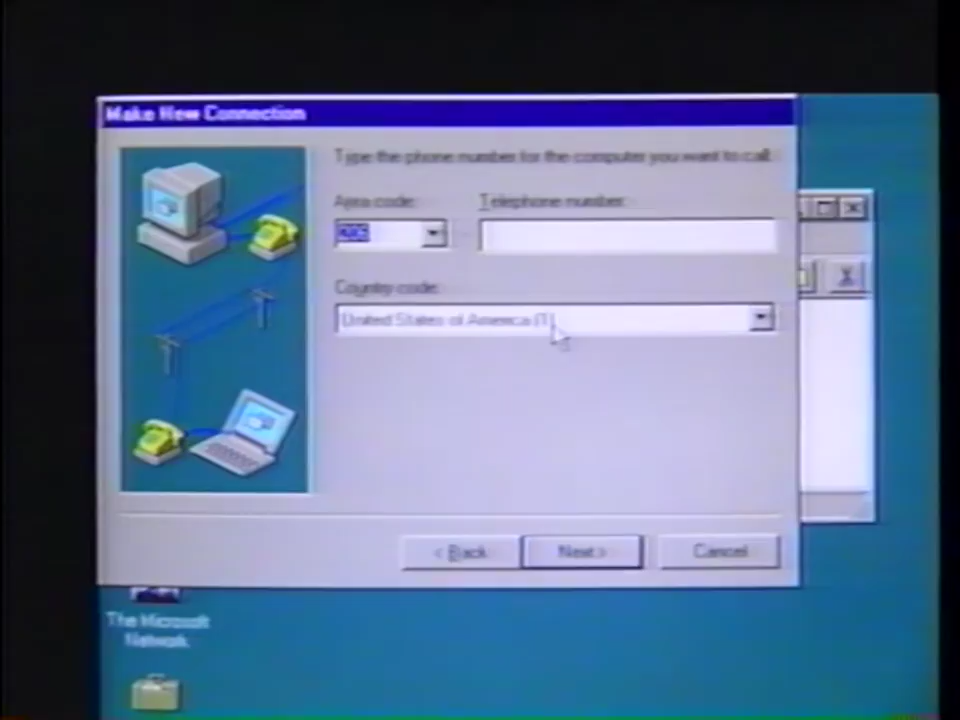 Make New Connection
Type the phone number for the computer you want to call:
Area code:
Telephone number:
Country code:
United States of America (1)
< Back
Next >
Cancel
The Microsoft
Network